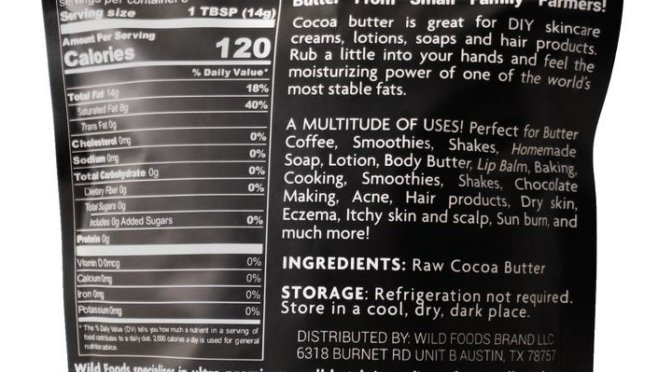 Servings per container
Serving size 1 TBSP (14g)
Amount Per Serving
Calories 120
% Daily Value*
Total Fat 14g 18%
Saturated Fat 8g 40%
Trans Fat 0g
Cholesterol 0mg 0%
Sodium 0mg 0%
Total Carbohydrate 0g 0%
Dietary Fiber 0g 0%
Total Sugars 0g
Includes 0g Added Sugars 0%
Protein 0g
Vitamin D 0mcg 0%
Calcium 0mg 0%
Iron 0mg 0%
Potassium 0mg 0%
*The % Daily Value (DV) tells you how much a nutrient in a serving of
food contributes to a daily diet. 2,000 calories a day is used for general
nutrition advice.
Butter From Small Family Farmers!
Cocoa butter is great for DIY skincare
creams, lotions, soaps and hair products.
Rub a little into your hands and feel the
moisturizing power of one of the world's
most stable fats.
A MULTITUDE OF USES! Perfect for Butter
Coffee, Smoothies, Shakes, Homemade
Soap, Lotion, Body Butter, Lip Balm, Baking,
Cooking, Smoothies, Shakes, Chocolate
Making, Acne, Hair products, Dry skin,
Eczema, Itchy skin and scalp, Sun burn, and
much more!
INGREDIENTS: Raw Cocoa Butter
STORAGE: Refrigeration not required.
Store in a cool, dry, dark place.
DISTRIBUTED BY: WILD FOODS BRAND LLC
6318 BURNET RD UNIT B AUSTIN, TX 78757
Wild Foods specializes in ultra